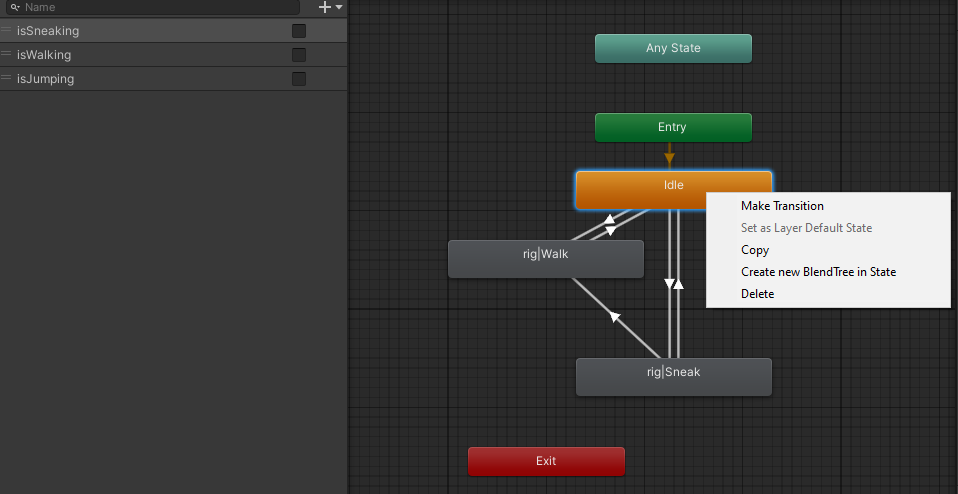 Name
isSneaking
isWalking
isJumping
Any State
Entry
Idle
Make Transition
Set as Layer Default State
Copy
Create new BlendTree in State
Delete
rig|Walk
rig|Sneak
Exit